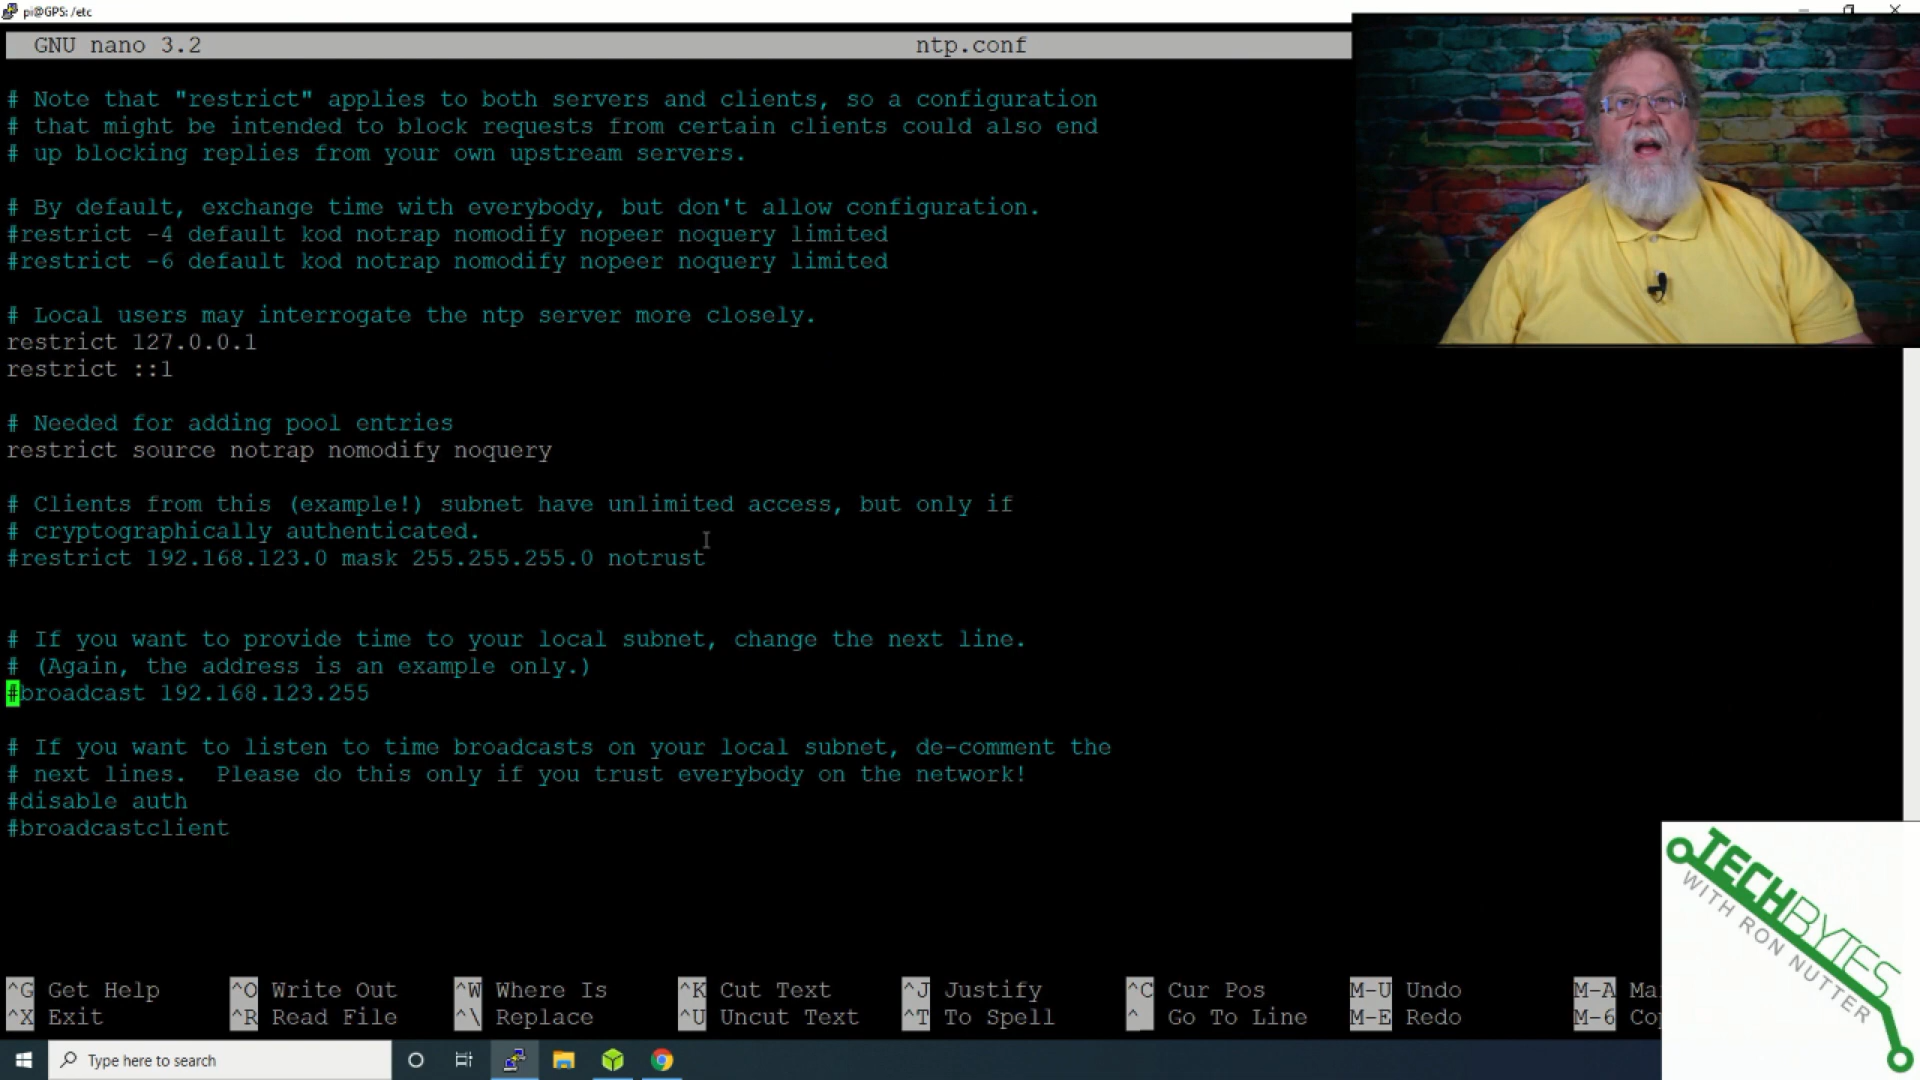 pi@GPS: /etc
GNU nano 3.2 ntp.conf
# Note that "restrict" applies to both servers and clients, so a configuration
# that might be intended to block requests from certain clients could also end
# up blocking replies from your own upstream servers.
# By default, exchange time with everybody, but don't allow configuration.
#restrict -4 default kod notrap nomodify nopeer noquery limited
#restrict -6 default kod notrap nomodify nopeer noquery limited
# Local users may interrogate the ntp server more closely.
restrict 127.0.0.1
restrict ::1
# Needed for adding pool entries
restrict source notrap nomodify noquery
# Clients from this (example!) subnet have unlimited access, but only if
# cryptographically authenticated.
#restrict 192.168.123.0 mask 255.255.255.0 notrust
# If you want to provide time to your local subnet, change the next line.
# (Again, the address is an example only.)
#broadcast 192.168.123.255
# If you want to listen to time broadcasts on your local subnet, de-comment the
# next lines.  Please do this only if you trust everybody on the network!
#disable auth
#broadcastclient
^G Get Help ^O Write Out ^W Where Is ^K Cut Text ^J Justify ^C Cur Pos M-U Undo M-A Ma
^X Exit ^R Read File ^\ Replace ^U Uncut Text ^T To Spell ^ Go To Line M-E Redo M-6 Co
TECHBYTES
WITH RON NUTTER
Type here to search